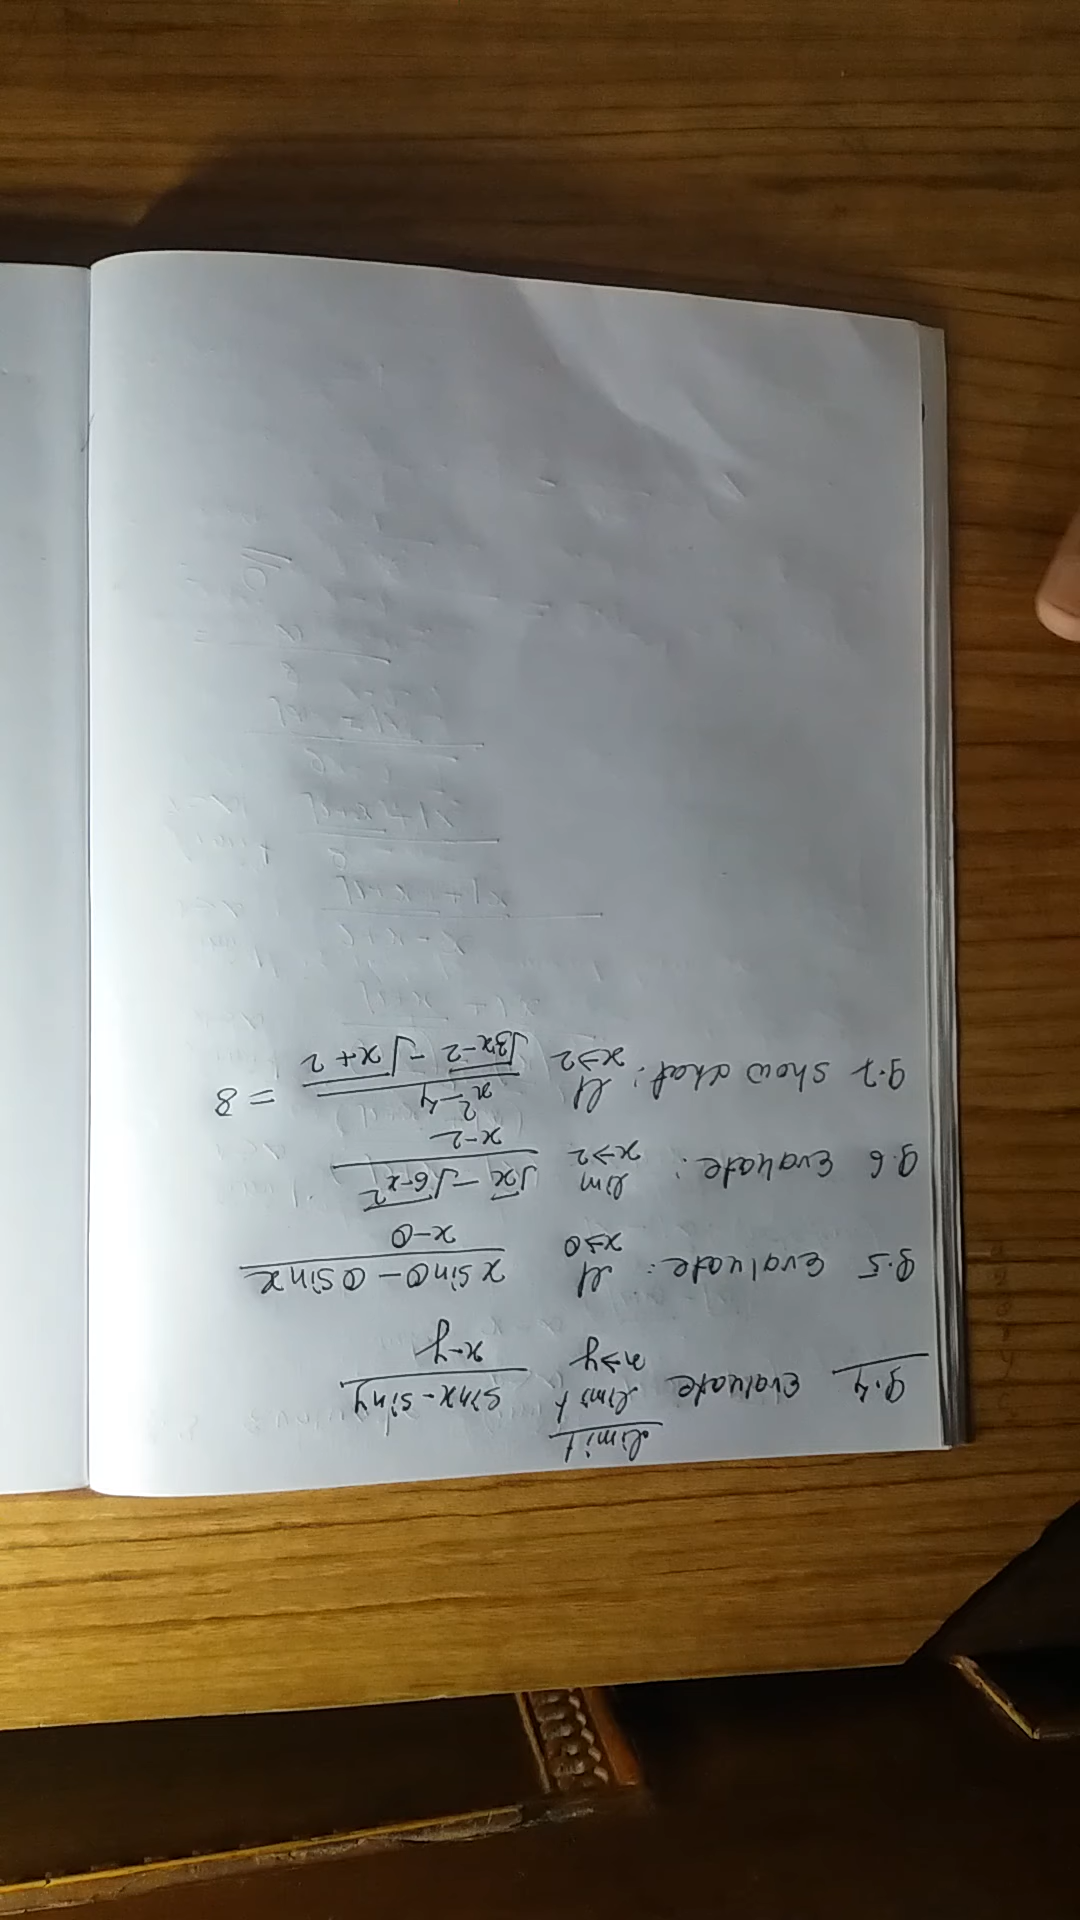 Limit
Q.4 Evaluate limit x→y sinx-siny / x-y
Q.5 Evaluate: lt x→θ x sinθ - θ sinx / x-θ
Q.6 Evaluate: lim x→2 √x - √6-x² / x-2
Q.7 show that: lt x→2 x²-4 / √3x-2 - √x+2 = 8